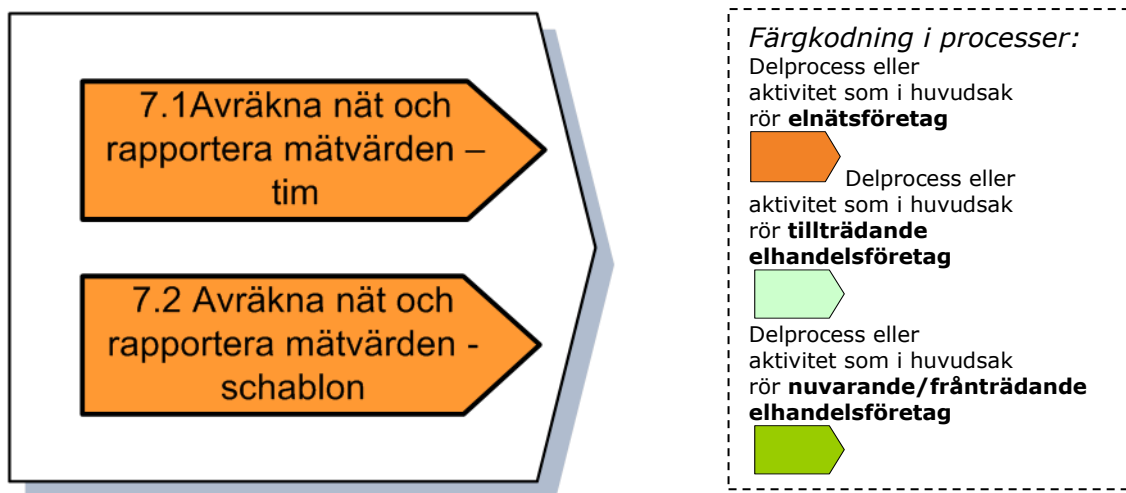 7.1Avräkna nät och
rapportera mätvärden –
tim
7.2 Avräkna nät och
rapportera mätvärden -
schablon
Färgkodning i processer:
Delprocess eller
aktivitet som i huvudsak
rör elnätsföretag
Delprocess eller
aktivitet som i huvudsak
rör tillträdande
elhandelsföretag
Delprocess eller
aktivitet som i huvudsak
rör nuvarande/frånträdande
elhandelsföretag